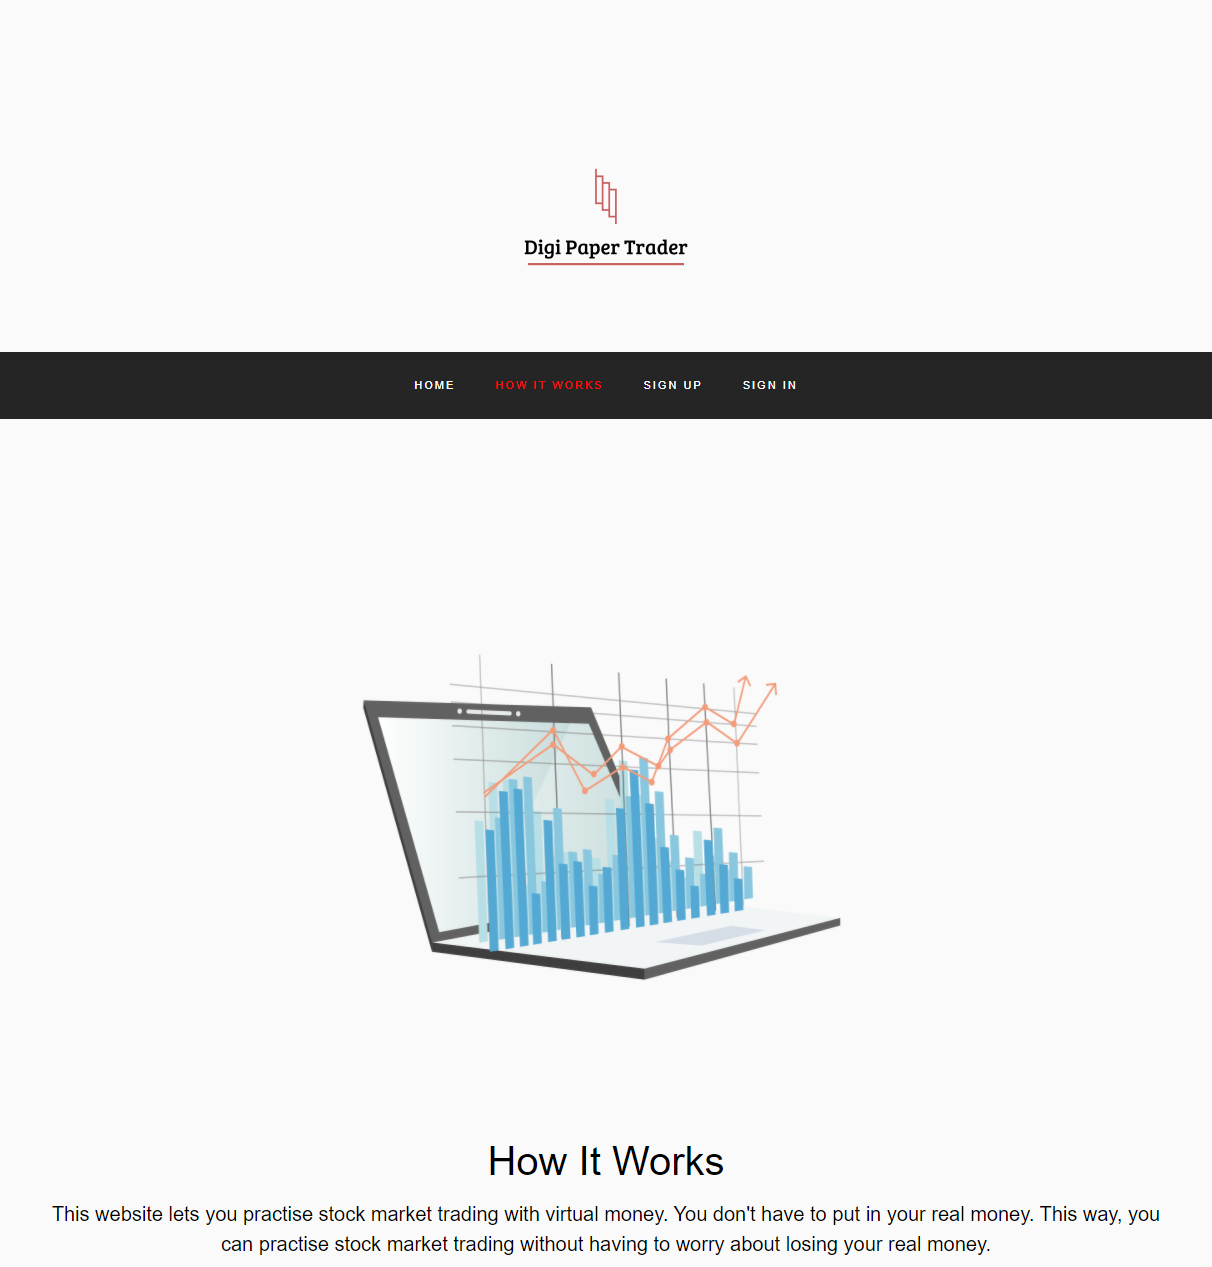 Digi Paper Trader
HOME HOW IT WORKS SIGN UP SIGN IN
How It Works
This website lets you practise stock market trading with virtual money. You don't have to put in your real money. This way, you
can practise stock market trading without having to worry about losing your real money.